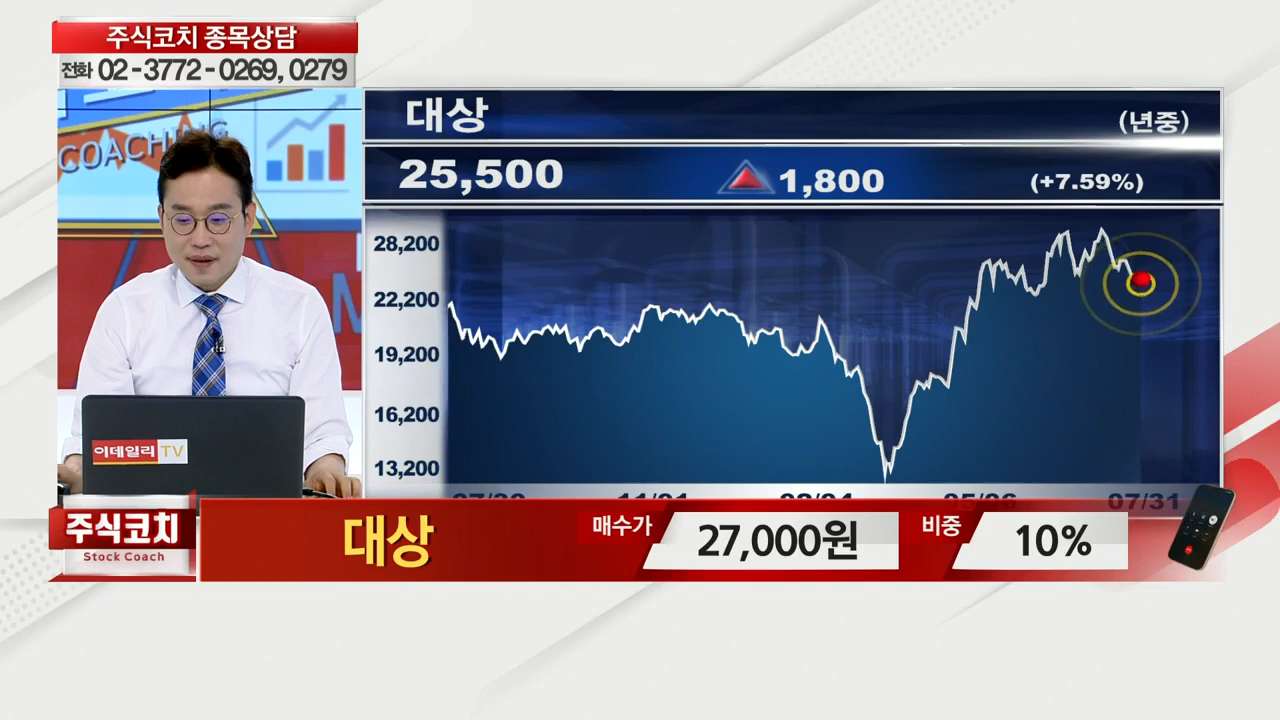 주식코치 종목상담
전화 02-3772-0269, 0279
COACHING
M
이데일리 TV
대상
(년중)
25,500 ▲ 1,800 (+7.59%)
28,200
22,200
19,200
16,200
13,200
07/31
주식코치
Stock Coach
대상
매수가 27,000원
비중 10%